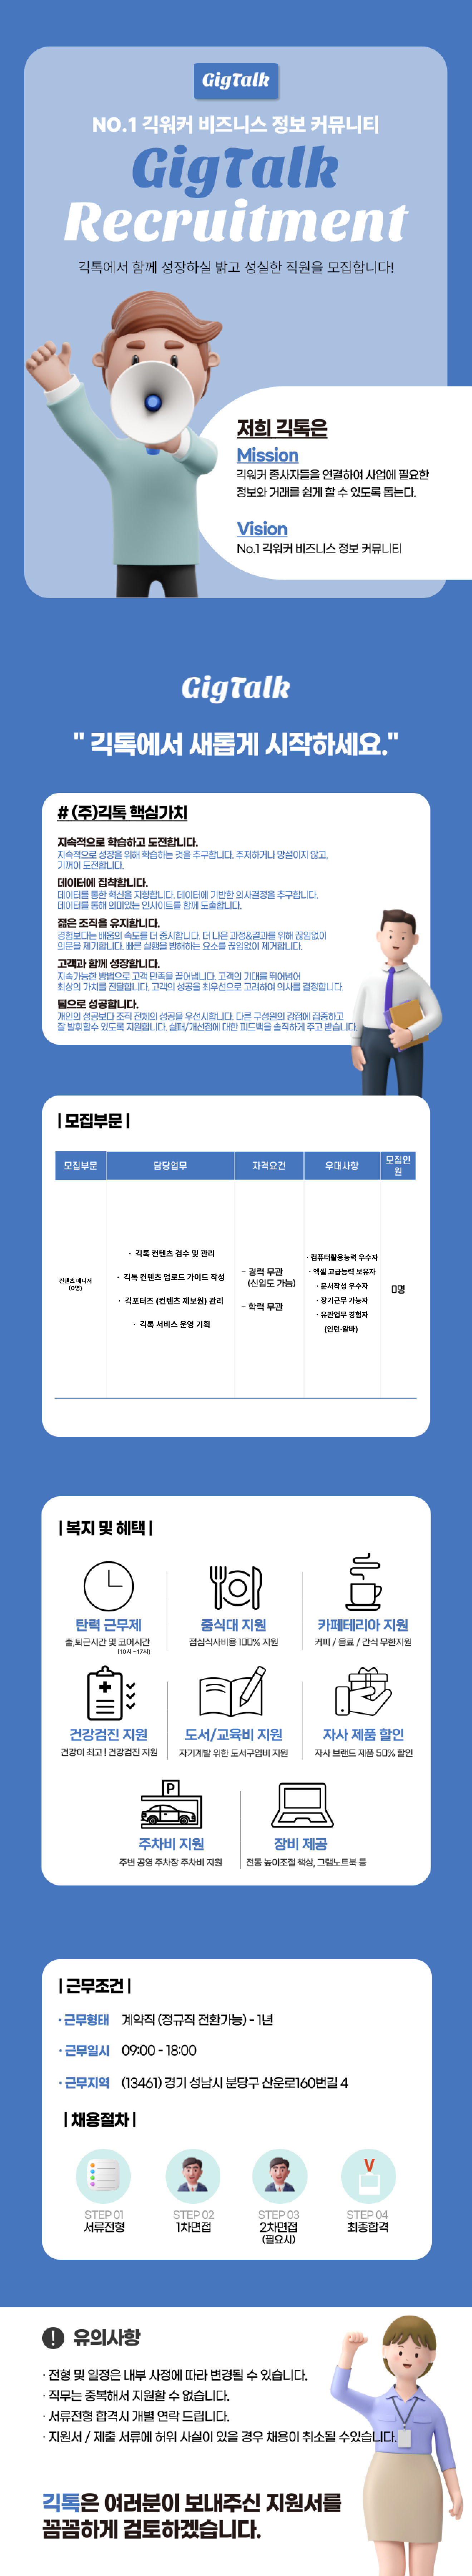 GigTalk
NO.1 긱워커 비즈니스 정보 커뮤니티
GigTalk
Recruitment
긱톡에서 함께 성장하실 밝고 성실한 직원을 모집합니다!
저희 긱톡은
Mission
긱워커 종사자들을 연결하여 사업에 필요한
정보와 거래를 쉽게 할 수 있도록 돕는다.
Vision
No.1 긱워커 비즈니스 정보 커뮤니티
GigTalk
" 긱톡에서 새롭게 시작하세요."
# (주)긱톡 핵심가치
지속적으로 학습하고 도전합니다.
지속적으로 성장을 위해 학습하는 것을 추구합니다. 주저하거나 망설이지 않고,
기꺼이 도전합니다.
데이터에 집착합니다.
데이터를 통한 혁신을 지향합니다. 데이터에 기반한 의사결정을 추구합니다.
데이터를 통해 의미있는 인사이트를 함께 도출합니다.
젊은 조직을 유지합니다.
경험보다는 배움의 속도를 더 중시합니다. 더 나은 과정&결과를 위해 끊임없이
의문을 제기합니다. 빠른 실행을 방해하는 요소를 끊임없이 제거합니다.
고객과 함께 성장합니다.
지속가능한 방법으로 고객 만족을 끌어냅니다. 고객의 기대를 뛰어넘어
최상의 가치를 전달합니다. 고객의 성공을 최우선으로 고려하여 의사를 결정합니다.
팀으로 성공합니다.
개인의 성공보다 조직 전체의 성공을 우선시합니다. 다른 구성원의 강점에 집중하고
잘 발휘할수 있도록 지원합니다. 실패/개선점에 대한 피드백을 솔직하게 주고 받습니다.
| 모집부문 |
모집부문
담당업무
자격요건
우대사항
모집인
원
컨텐츠 매니저
(0명)
· 긱톡 컨텐츠 검수 및 관리
· 긱톡 컨텐츠 업로드 가이드 작성
· 긱포터즈 (컨텐츠 제보원) 관리
· 긱톡 서비스 운영 기획
- 경력 무관
(신입도 가능)
- 학력 무관
· 컴퓨터활용능력 우수자
· 엑셀 고급능력 보유자
· 문서작성 우수자
· 장기근무 가능자
· 유관업무 경험자
(인턴·알바)
0명
| 복지 및 혜택 |
탄력 근무제
출,퇴근시간 및 코어시간
(10시 ~17시)
중식대 지원
점심식사비용 100% 지원
카페테리아 지원
커피 / 음료 / 간식 무한지원
건강검진 지원
건강이 최고 ! 건강검진 지원
도서/교육비 지원
자기계발 위한 도서구입비 지원
자사 제품 할인
자사 브랜드 제품 50% 할인
P
주차비 지원
주변 공영 주차장 주차비 지원
장비 제공
전동 높이조절 책상, 그램노트북 등
| 근무조건 |
· 근무형태 계약직 (정규직 전환가능) - 1년
· 근무일시 09:00 - 18:00
· 근무지역 (13461) 경기 성남시 분당구 산운로160번길 4
| 채용절차 |
STEP 01
서류전형
STEP 02
1차면접
STEP 03
2차면접
(필요시)
V
STEP 04
최종합격
! 유의사항
· 전형 및 일정은 내부 사정에 따라 변경될 수 있습니다.
· 직무는 중복해서 지원할 수 없습니다.
· 서류전형 합격시 개별 연락 드립니다.
· 지원서 / 제출 서류에 허위 사실이 있을 경우 채용이 취소될 수있습니다.
긱톡은 여러분이 보내주신 지원서를
꼼꼼하게 검토하겠습니다.